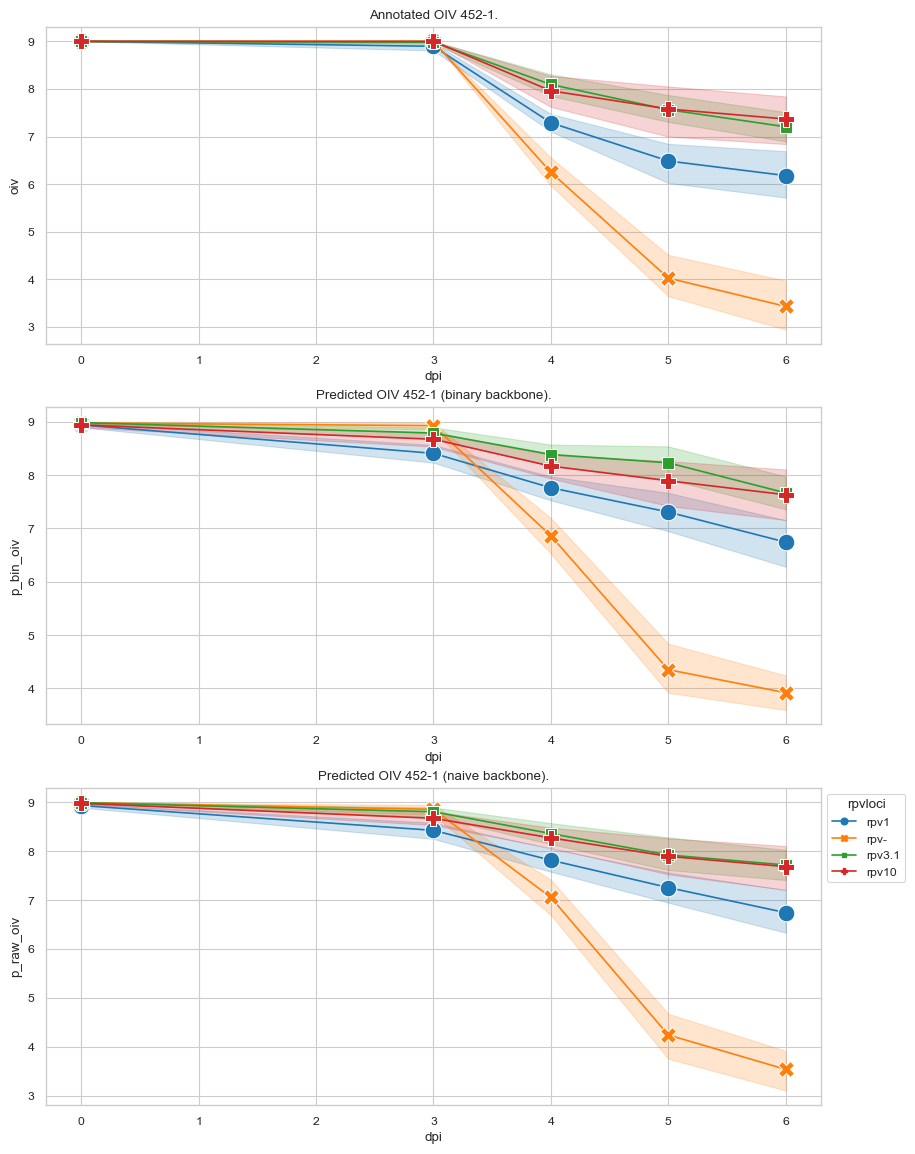 Annotated OIV 452-1.
9
8
7
6
5
4
3
oiv
0 1 2 3 4 5 6
dpi
Predicted OIV 452-1 (binary backbone).
9
8
7
6
5
4
p_bin_oiv
0 1 2 3 4 5 6
dpi
Predicted OIV 452-1 (naive backbone).
9
8
7
6
5
4
3
p_raw_oiv
0 1 2 3 4 5 6
dpi
rpvloci
rpv1
rpv-
rpv3.1
rpv10